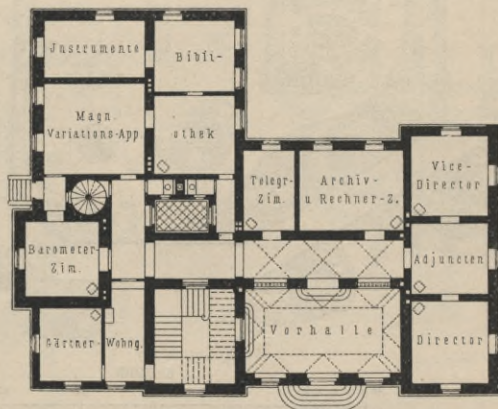 Instrumente
Bibli-
Magn.
Variations-App
othek
Telegr.-
Zim.
Archiv-
u Rechner-Z.
Vice-
Director
Barometer-
Zim.
Adjuncten
Gärtner-
Wohng.
Vorhalle
Director